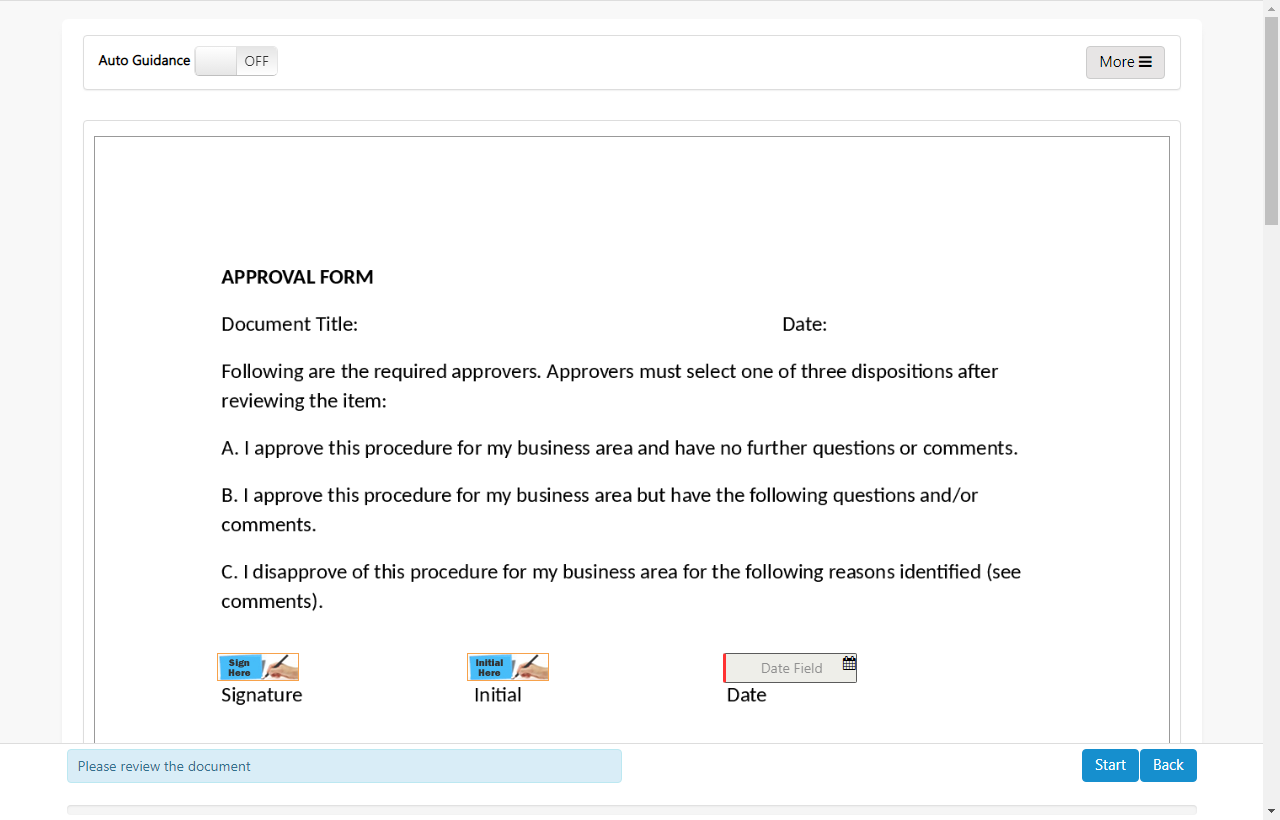 Auto Guidance OFF More
APPROVAL FORM
Document Title: Date:
Following are the required approvers. Approvers must select one of three dispositions after
reviewing the item:
A. I approve this procedure for my business area and have no further questions or comments.
B. I approve this procedure for my business area but have the following questions and/or
comments.
C. I disapprove of this procedure for my business area for the following reasons identified (see
comments).
Sign
Here
Initial
Here
Date Field
Signature Initial Date
Please review the document Start Back